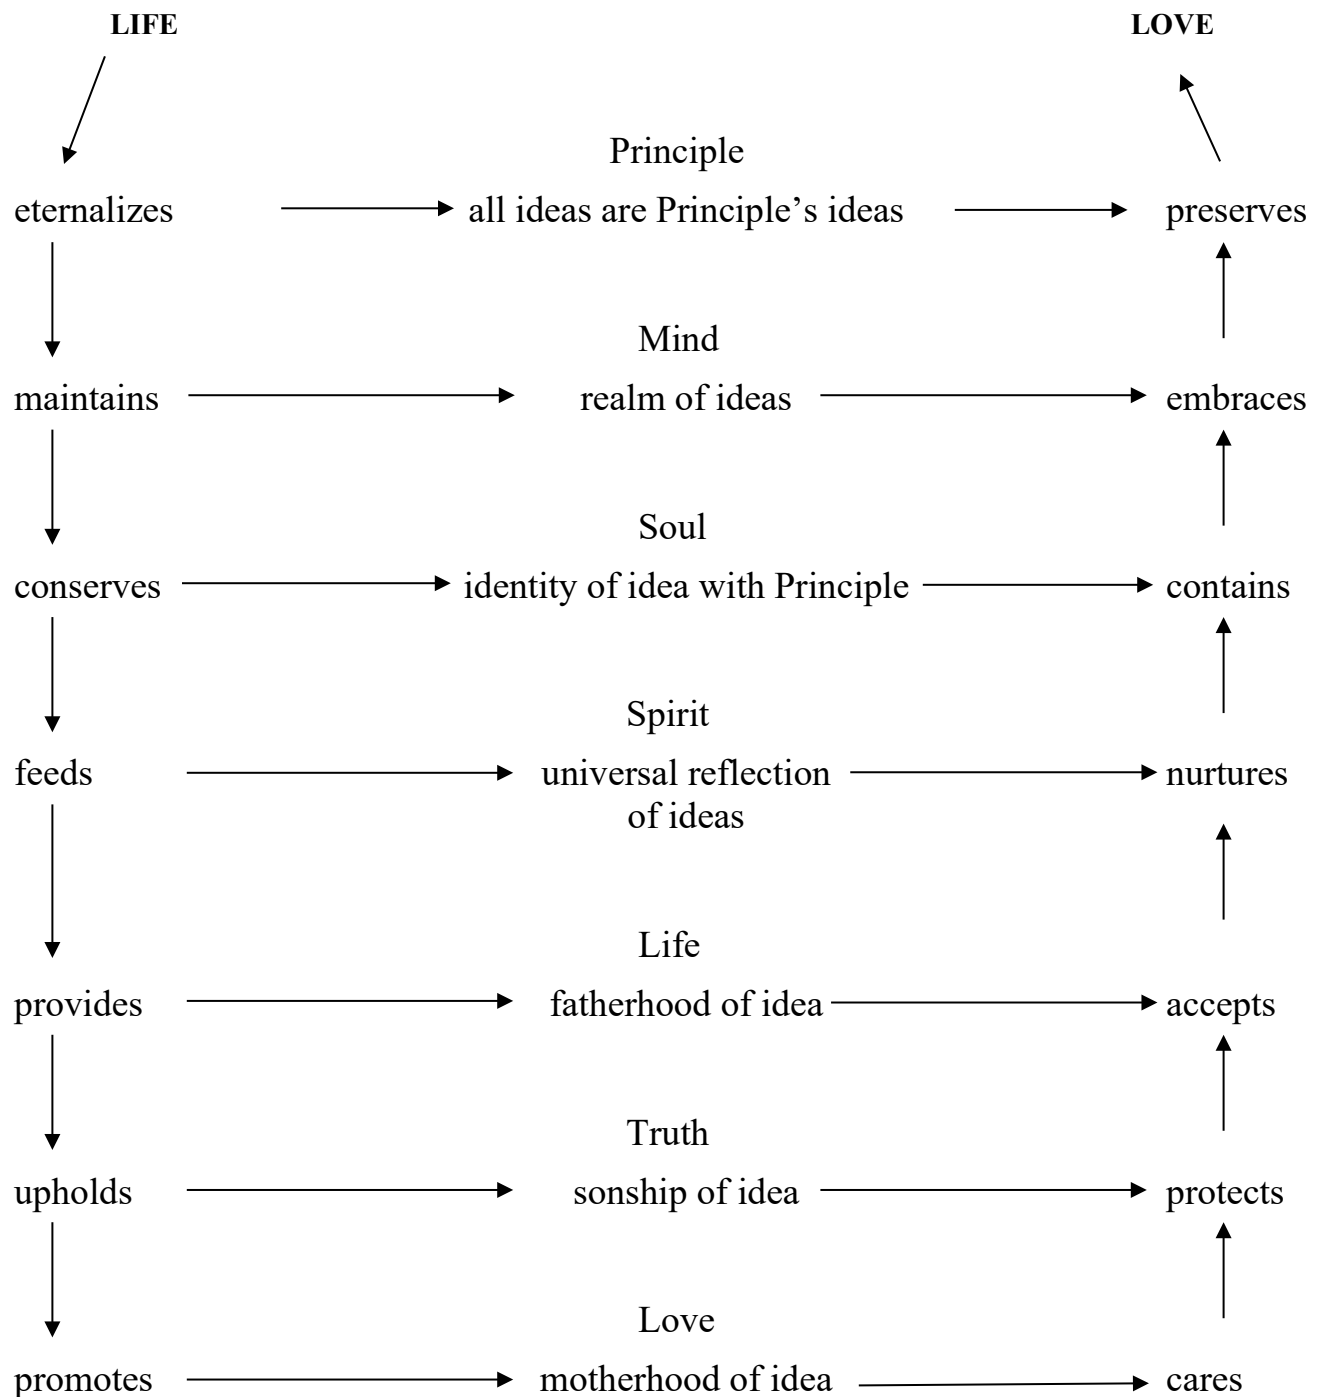 LIFE LOVE
Principle
eternalizes all ideas are Principle’s ideas preserves
Mind
maintains realm of ideas embraces
Soul
conserves identity of idea with Principle contains
Spirit
feeds universal reflection nurtures
of ideas
Life
provides fatherhood of idea accepts
Truth
upholds sonship of idea protects
Love
promotes motherhood of idea cares